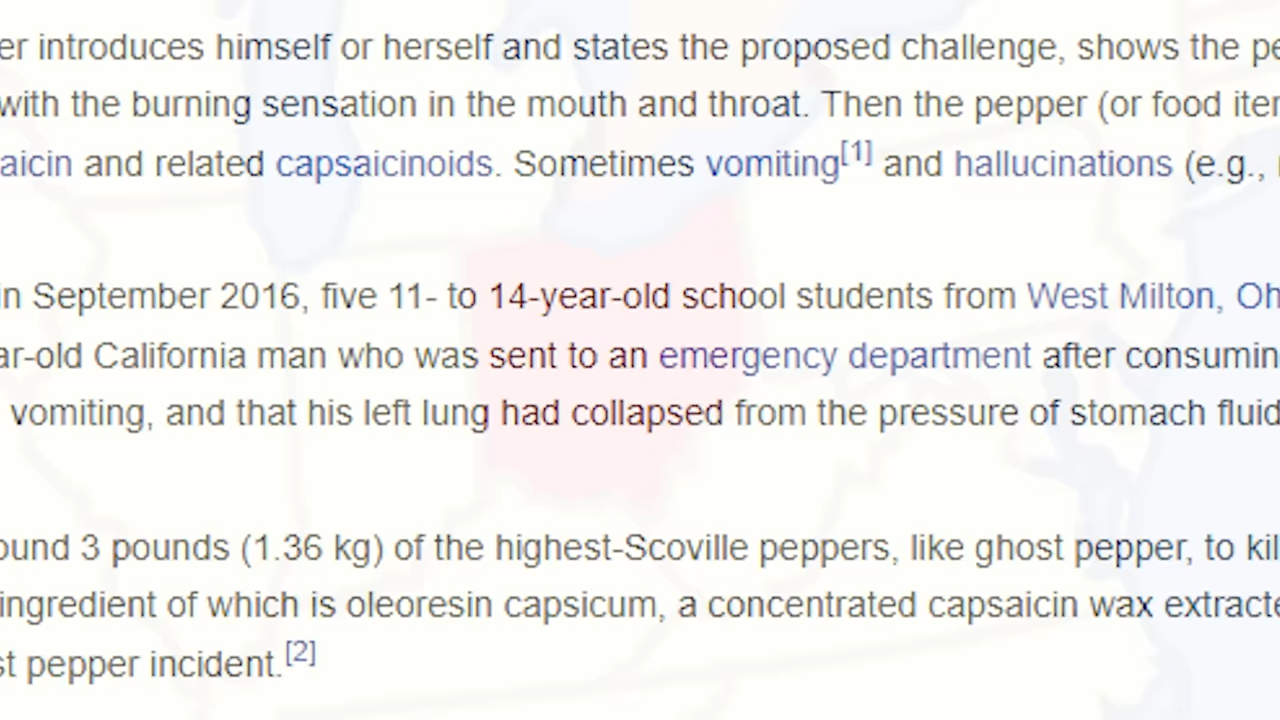 er introduces himself or herself and states the proposed challenge, shows the pe
with the burning sensation in the mouth and throat. Then the pepper (or food iter
aicin and related capsaicinoids. Sometimes vomiting[1] and hallucinations (e.g.,
in September 2016, five 11- to 14-year-old school students from West Milton, Oh
ar-old California man who was sent to an emergency department after consumin
vomiting, and that his left lung had collapsed from the pressure of stomach fluid
ound 3 pounds (1.36 kg) of the highest-Scoville peppers, like ghost pepper, to kil
ingredient of which is oleoresin capsicum, a concentrated capsaicin wax extracte
st pepper incident.[2]